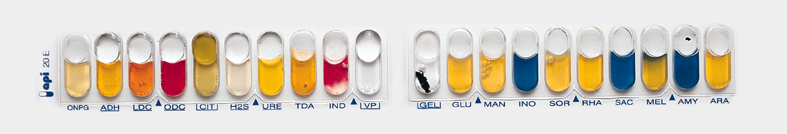 api 20 E
ONPG ADH LDC ODC CIT H2S URE TDA IND VP GEL GLU MAN INO SOR RHA SAC MEL AMY ARA